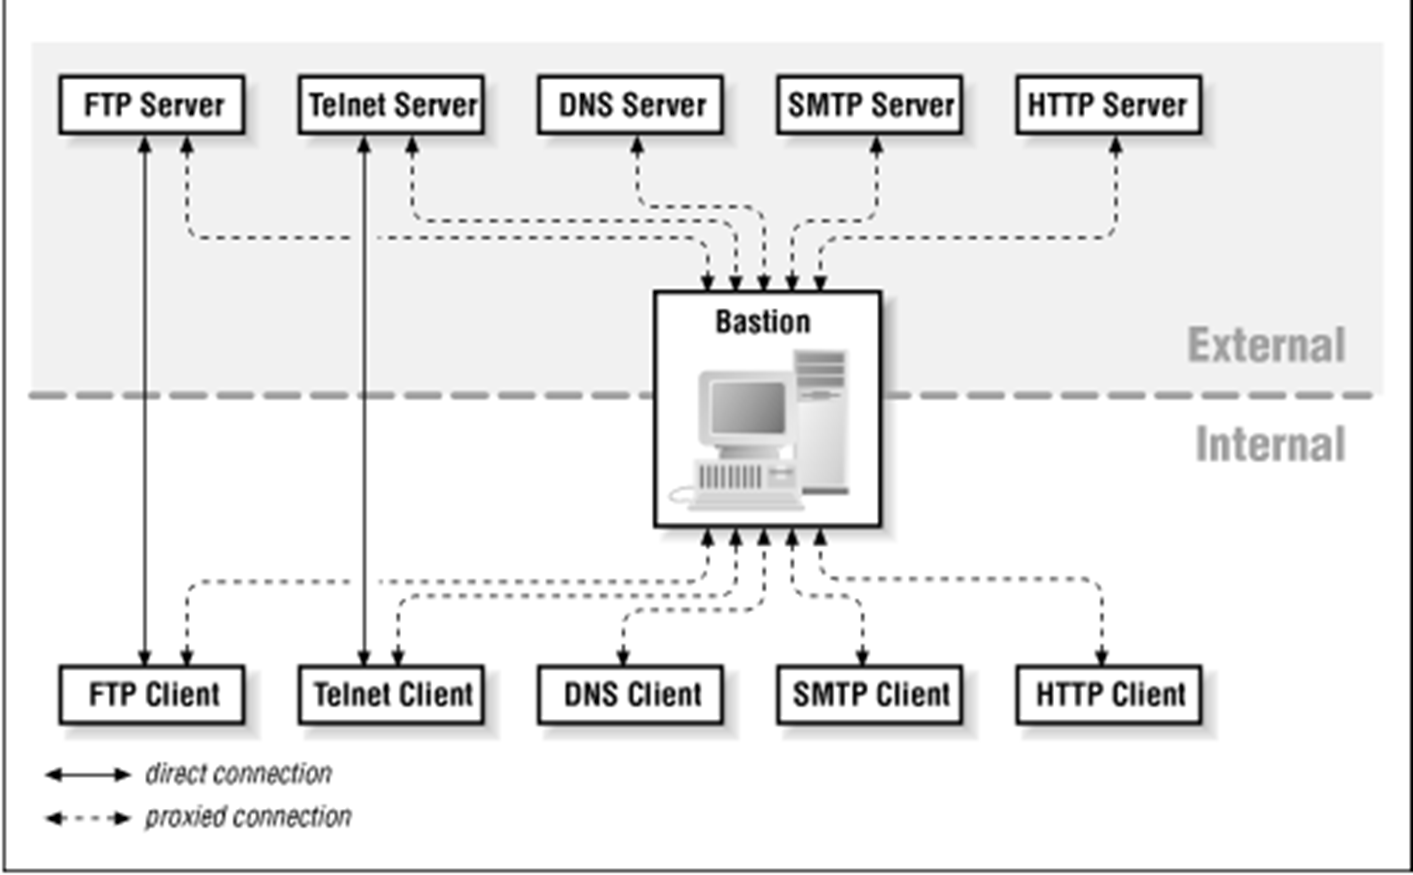 FTP Server
Telnet Server
DNS Server
SMTP Server
HTTP Server
Bastion
External
Internal
FTP Client
Telnet Client
DNS Client
SMTP Client
HTTP Client
direct connection
proxied connection